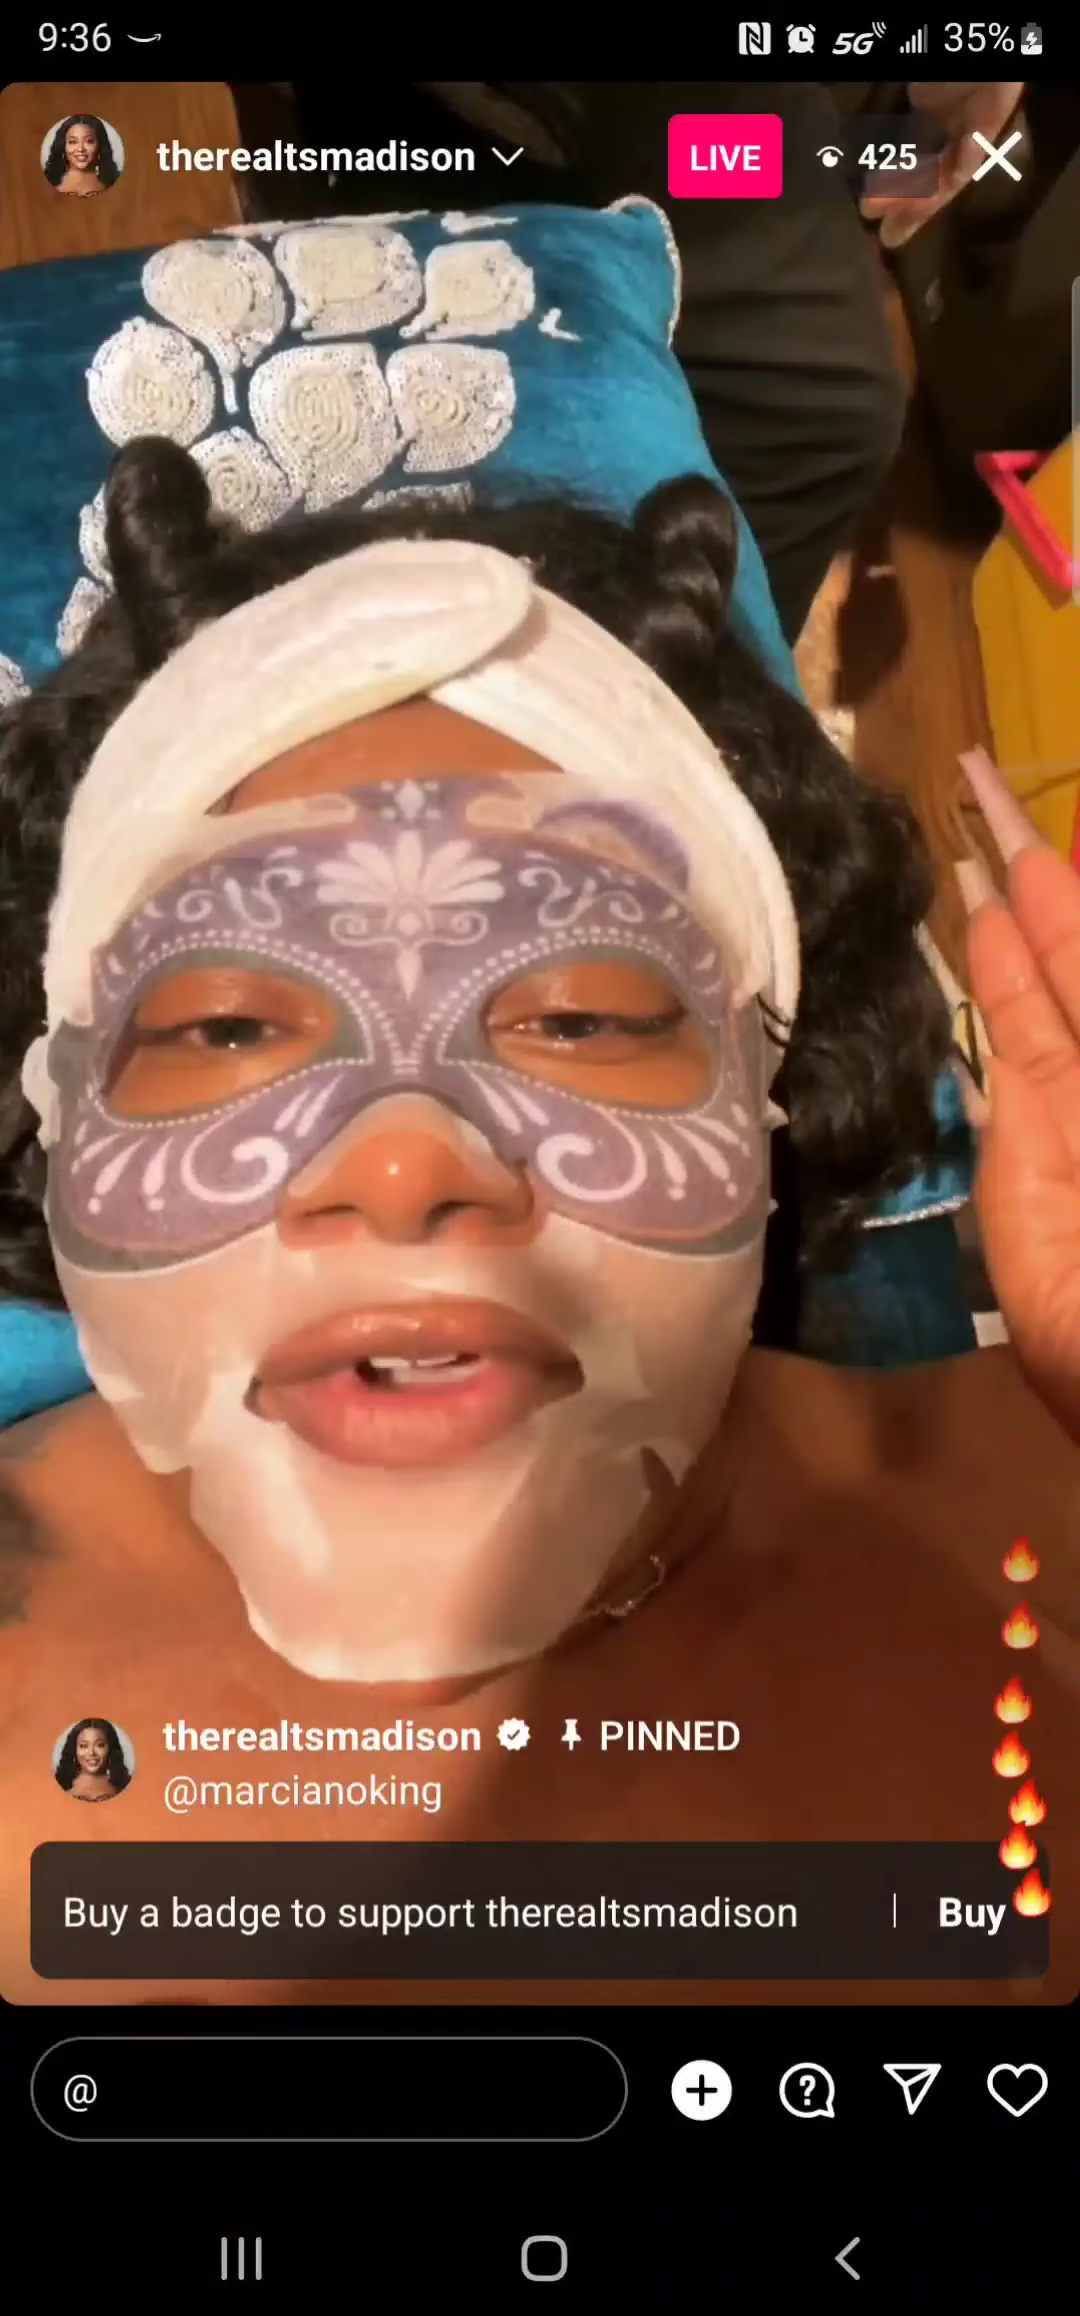 9:36
5G
35%
therealtsmadison
LIVE
425
therealtsmadison PINNED
@marcianoking
Buy a badge to support therealtsmadison | Buy
@